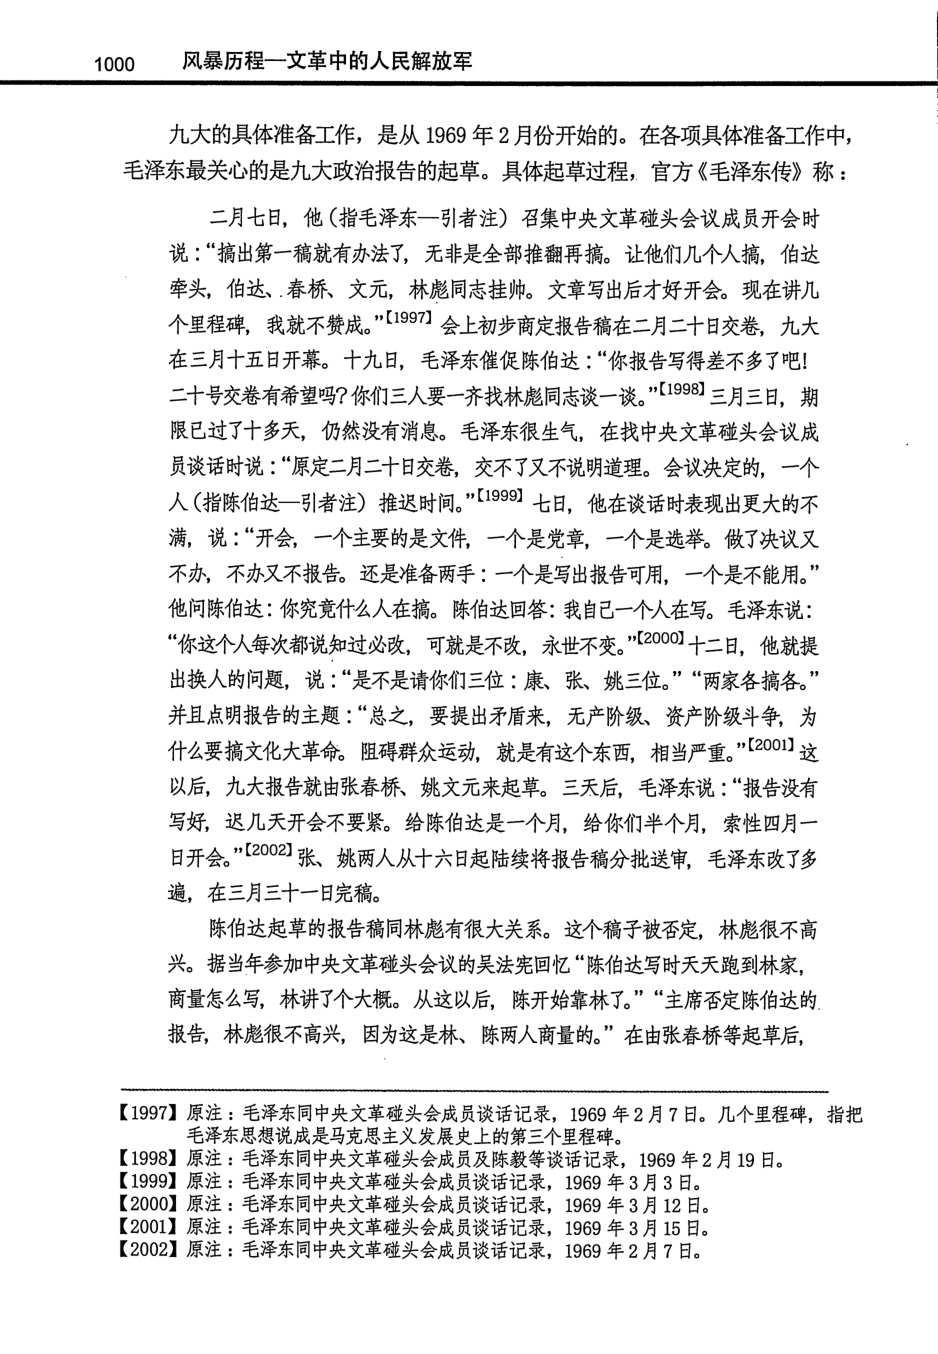 1000 风暴历程—文革中的人民解放军
九大的具体准备工作，是从 1969 年 2 月份开始的。在各项具体准备工作中，
毛泽东最关心的是九大政治报告的起草。具体起草过程，官方《毛泽东传》称：
二月七日，他（指毛泽东—引者注）召集中央文革碰头会议成员开会时
说：“搞出第一稿就有办法了，无非是全部推翻再搞。让他们几个人搞，伯达
牵头，伯达、春桥、文元，林彪同志挂帅。文章写出后才好开会。现在讲几
个里程碑，我就不赞成。”【1997】会上初步商定报告稿在二月二十日交卷，九大
在三月十五日开幕。十九日，毛泽东催促陈伯达：“你报告写得差不多了吧！
二十号交卷有希望吗？你们三人要一齐找林彪同志谈一谈。”【1998】三月三日，期
限已过了十多天，仍然没有消息。毛泽东很生气，在找中央文革碰头会议成
员谈话时说：“原定二月二十日交卷，交不了又不说明道理。会议决定的，一个
人（指陈伯达—引者注）推迟时间。”【1999】七日，他在谈话时表现出更大的不
满，说：“开会，一个主要的是文件，一个是党章，一个是选举。做了决议又
不办，不办又不报告。还是准备两手：一个是写出报告可用，一个是不能用。”
他问陈伯达：你究竟什么人在搞。陈伯达回答：我自己一个人在写。毛泽东说：
“你这个人每次都说知过必改，可就是不改，永世不变。”【2000】十二日，他就提
出换人的问题，说：“是不是请你们三位：康、张、姚三位。”“两家各搞各。”
并且点明报告的主题：“总之，要提出矛盾来，无产阶级、资产阶级斗争，为
什么要搞文化大革命。阻碍群众运动，就是有这个东西，相当严重。”【2001】这
以后，九大报告就由张春桥、姚文元来起草。三天后，毛泽东说：“报告没有
写好，迟几天开会不要紧。给陈伯达是一个月，给你们半个月，索性四月一
日开会。”【2002】张、姚两人从十六日起陆续将报告稿分批送审，毛泽东改了多
遍，在三月三十一日完稿。
陈伯达起草的报告稿同林彪有很大关系。这个稿子被否定，林彪很不高
兴。据当年参加中央文革碰头会议的吴法宪回忆“陈伯达写时天天跑到林家，
商量怎么写，林讲了个大概。从这以后，陈开始靠林了。”“主席否定陈伯达的
报告，林彪很不高兴，因为这是林、陈两人商量的。”在由张春桥等起草后，
【1997】原注：毛泽东同中央文革碰头会成员谈话记录，1969 年 2 月 7 日。几个里程碑，指把
毛泽东思想说成是马克思主义发展史上的第三个里程碑。
【1998】原注：毛泽东同中央文革碰头会成员及陈毅等谈话记录，1969 年 2 月 19 日。
【1999】原注：毛泽东同中央文革碰头会成员谈话记录，1969 年 3 月 3 日。
【2000】原注：毛泽东同中央文革碰头会成员谈话记录，1969 年 3 月 12 日。
【2001】原注：毛泽东同中央文革碰头会成员谈话记录，1969 年 3 月 15 日。
【2002】原注：毛泽东同中央文革碰头会成员谈话记录，1969 年 2 月 7 日。